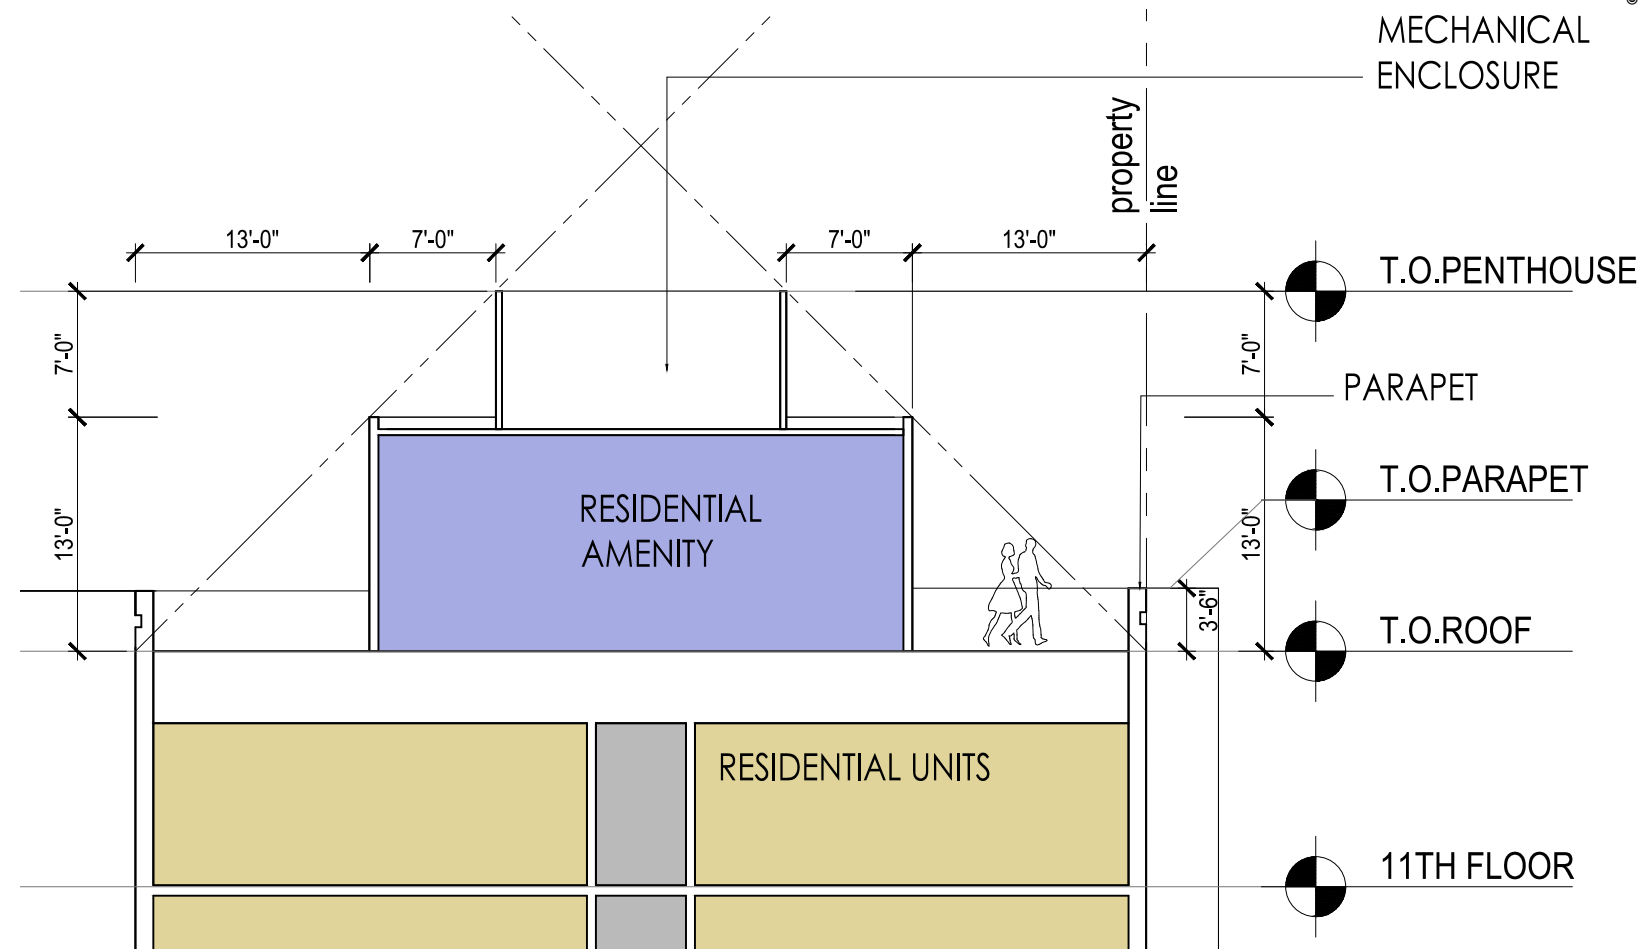 MECHANICAL
ENCLOSURE
property
line
13'-0"
7'-0"
7'-0"
13'-0"
T.O.PENTHOUSE
7'-0"
7'-0"
PARAPET
T.O.PARAPET
RESIDENTIAL
AMENITY
13'-0"
13'-0"
3'-6"
T.O.ROOF
RESIDENTIAL UNITS
11TH FLOOR